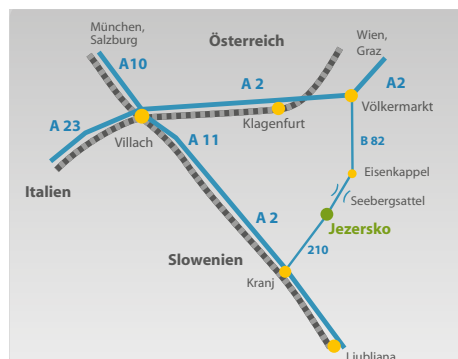 München,
Salzburg
Österreich
Wien,
Graz
A10
A 2
A2
Völkermarkt
A 23
Klagenfurt
Villach
A 11
B 82
Eisenkappel
Italien
Seebergsattel
A 2
Jezersko
Slowenien
210
Kranj
Ljubljana